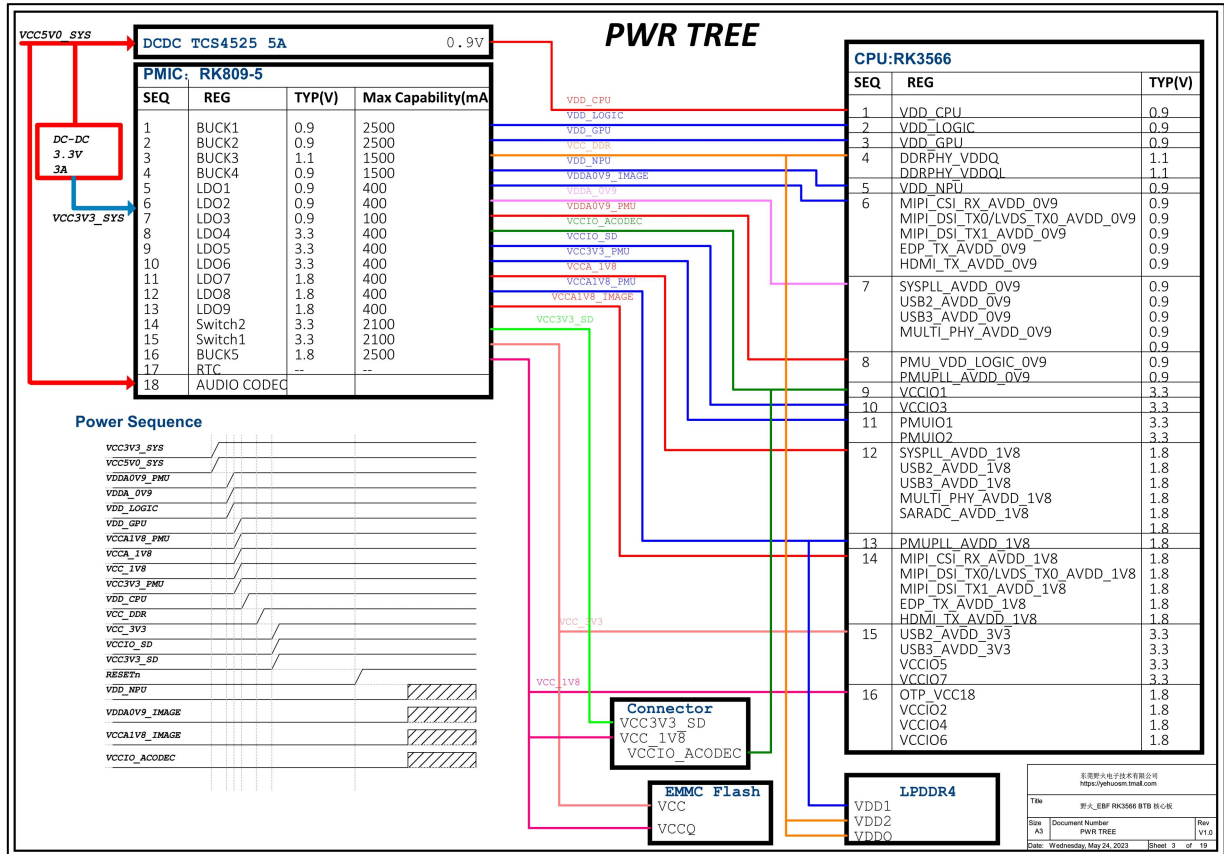 PWR TREE
VCC5V0_SYS
DCDC TCS4525 5A 0.9V
PMIC：RK809-5
SEQ REG TYP(V) Max Capability(mA
1 BUCK1 0.9 2500
2 BUCK2 0.9 2500
3 BUCK3 1.1 1500
4 BUCK4 0.9 1500
5 LDO1 0.9 400
6 LDO2 0.9 400
7 LDO3 0.9 100
8 LDO4 3.3 400
9 LDO5 3.3 400
10 LDO6 3.3 400
11 LDO7 1.8 400
12 LDO8 1.8 400
13 LDO9 1.8 400
14 Switch2 3.3 2100
15 Switch1 3.3 2100
16 BUCK5 1.8 2500
17 RTC -- --
18 AUDIO CODEC
DC-DC
3.3V
3A
VCC3V3_SYS
VDD_CPU
VDD_LOGIC
VDD_GPU
VCC_DDR
VDD_NPU
VDDA0V9_IMAGE
VDDA_0V9
VDDA0V9_PMU
VCCIO_ACODEC
VCCIO_SD
VCC3V3_PMU
VCCA_1V8
VCCA1V8_PMU
VCCA1V8_IMAGE
VCC3V3_SD
VCC_3V3
VCC_1V8
CPU:RK3566
SEQ REG TYP(V)
1 VDD_CPU 0.9
2 VDD_LOGIC 0.9
3 VDD_GPU 0.9
4 DDRPHY_VDDQ 1.1
DDRPHY_VDDQL 1.1
5 VDD_NPU 0.9
6 MIPI_CSI_RX_AVDD_0V9 0.9
MIPI_DSI_TX0/LVDS_TX0_AVDD_0V9 0.9
MIPI_DSI_TX1_AVDD_0V9 0.9
EDP_TX_AVDD_0V9 0.9
HDMI_TX_AVDD_0V9 0.9
7 SYSPLL_AVDD_0V9 0.9
USB2_AVDD_0V9 0.9
USB3_AVDD_0V9 0.9
MULTI_PHY_AVDD_0V9 0.9
0.9
8 PMU_VDD_LOGIC_0V9 0.9
PMUPLL_AVDD_0V9 0.9
9 VCCIO1 3.3
10 VCCIO3 3.3
11 PMUIO1 3.3
PMUIO2 3.3
12 SYSPLL_AVDD_1V8 1.8
USB2_AVDD_1V8 1.8
USB3_AVDD_1V8 1.8
MULTI_PHY_AVDD_1V8 1.8
SARADC_AVDD_1V8 1.8
1.8
13 PMUPLL_AVDD_1V8 1.8
14 MIPI_CSI_RX_AVDD_1V8 1.8
MIPI_DSI_TX0/LVDS_TX0_AVDD_1V8 1.8
MIPI_DSI_TX1_AVDD_1V8 1.8
EDP_TX_AVDD_1V8 1.8
HDMI_TX_AVDD_1V8 1.8
15 USB2_AVDD_3V3 3.3
USB3_AVDD_3V3 3.3
VCCIO5 3.3
VCCIO7 3.3
16 OTP_VCC18 1.8
VCCIO2 1.8
VCCIO4 1.8
VCCIO6 1.8
Power Sequence
VCC3V3_SYS
VCC5V0_SYS
VDDA0V9_PMU
VDDA_0V9
VDD_LOGIC
VDD_GPU
VCCA1V8_PMU
VCCA_1V8
VCC_1V8
VCC3V3_PMU
VDD_CPU
VCC_DDR
VCC_3V3
VCCIO_SD
VCC3V3_SD
RESETn
VDD_NPU
VDDA0V9_IMAGE
VCCA1V8_IMAGE
VCCIO_ACODEC
Connector
VCC3V3_SD
VCC_1V8
VCCIO_ACODEC
EMMC Flash
VCC
VCCQ
LPDDR4
VDD1
VDD2
VDDQ
东莞野火电子技术有限公司
https://yehuosm.tmall.com
Title
野火_EBF RK3566 BTB 核心板
Size Document Number Rev
A3 PWR TREE V1.0
Date: Wednesday, May 24, 2023 Sheet 3 of 19